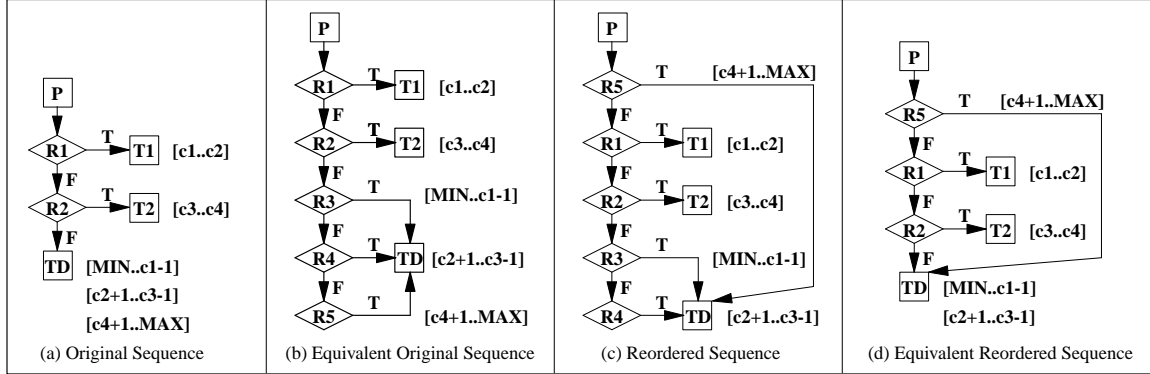 P
R1
T
T1
[c1..c2]
F
R2
T
T2
[c3..c4]
F
TD
[MIN..c1-1]
[c2+1..c3-1]
[c4+1..MAX]
(a) Original Sequence
P
R1
T
T1
[c1..c2]
F
R2
T
T2
[c3..c4]
F
R3
T
[MIN..c1-1]
F
R4
T
TD
[c2+1..c3-1]
F
R5
T
[c4+1..MAX]
(b) Equivalent Original Sequence
P
R5
T
[c4+1..MAX]
F
R1
T
T1
[c1..c2]
F
R2
T
T2
[c3..c4]
F
R3
T
[MIN..c1-1]
F
R4
T
TD
[c2+1..c3-1]
(c) Reordered Sequence
P
R5
T
[c4+1..MAX]
F
R1
T
T1
[c1..c2]
F
R2
T
T2
[c3..c4]
F
TD
[MIN..c1-1]
[c2+1..c3-1]
(d) Equivalent Reordered Sequence